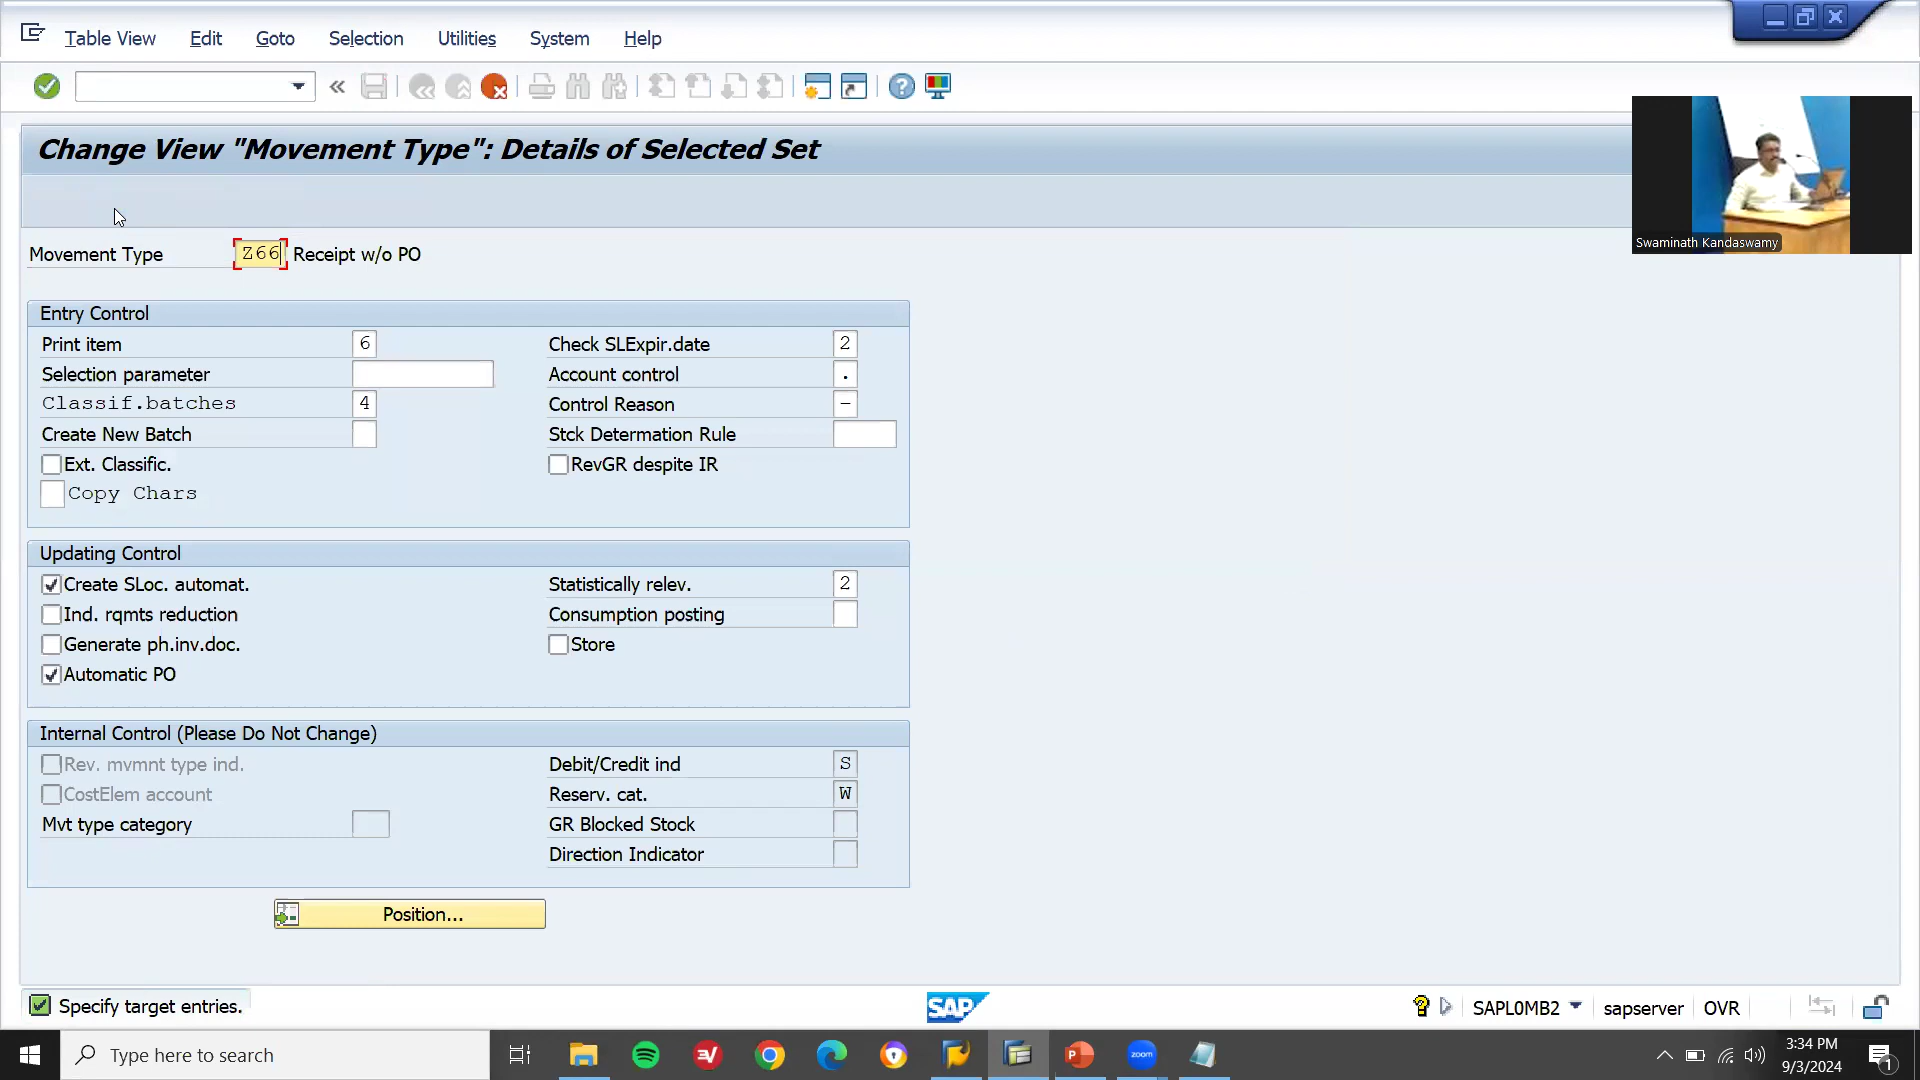 Table View Edit Goto Selection Utilities System Help
Change View "Movement Type": Details of Selected Set
Swaminath Kandaswamy
Movement Type Z66 Receipt w/o PO
Entry Control
Print item 6 Check SLExpir.date 2
Selection parameter Account control .
Classif.batches 4 Control Reason –
Create New Batch Stck Determation Rule
Ext. Classific. RevGR despite IR
Copy Chars
Updating Control
Create SLoc. automat. Statistically relev. 2
Ind. rqmts reduction Consumption posting
Generate ph.inv.doc. Store
Automatic PO
Internal Control (Please Do Not Change)
Rev. mvmnt type ind. Debit/Credit ind S
CostElem account Reserv. cat. W
Mvt type category GR Blocked Stock
Direction Indicator
Position...
Specify target entries. SAP SAPL0MB2 sapserver OVR
Type here to search EV P zoom 3:34 PM
9/3/2024 1